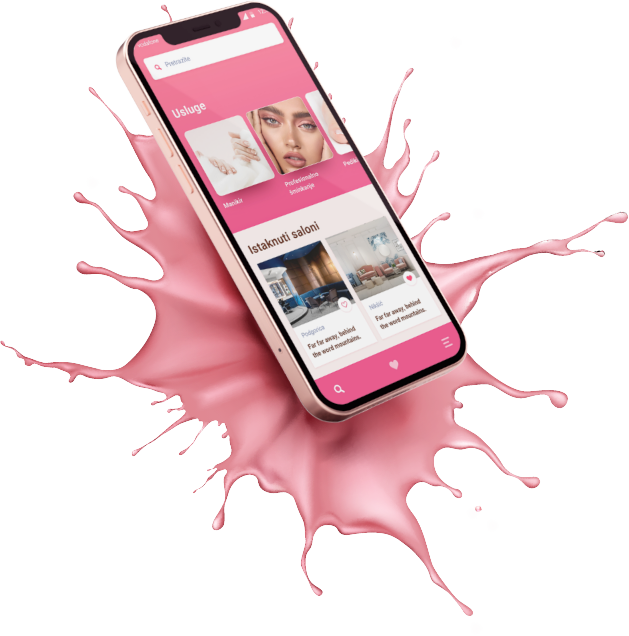 Pretražite
Usluge
Manikir
Profesionalno
šminkanje
Istaknuti saloni
Podgorica
Far far away, behind
the word mountains.
Nikšić
Far far away, behind
the word mountains.